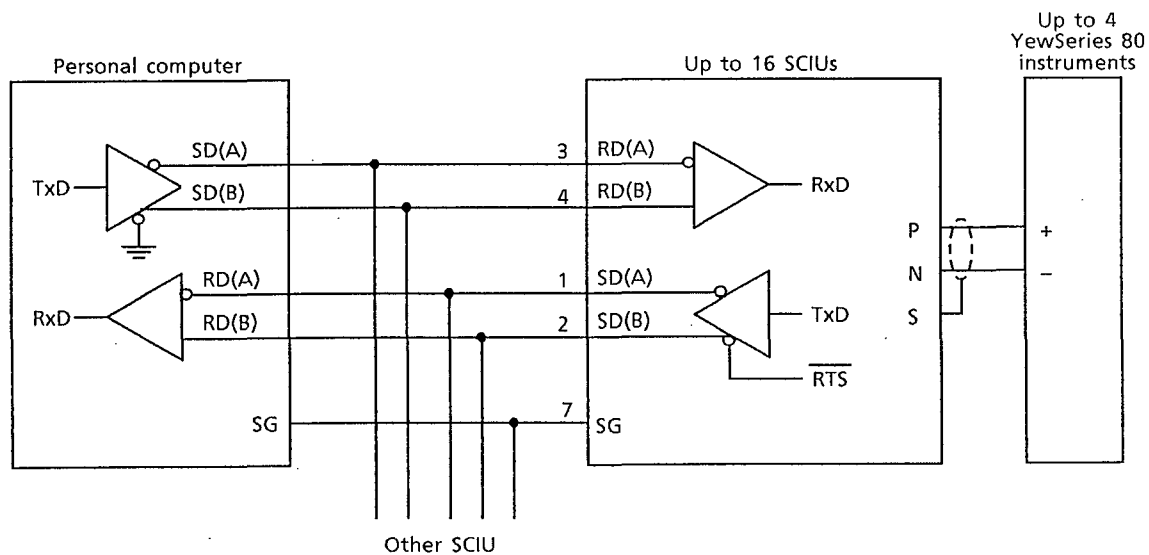 Up to 4
YewSeries 80
instruments
Personal computer
Up to 16 SCIUs
SD(A)
3
RD(A)
TxD
RxD
SD(B)
4
RD(B)
P
+
RD(A)
1
SD(A)
N
−
RxD
TxD
S
RD(B)
2
SD(B)
RTS
7
SG
SG
Other SCIU